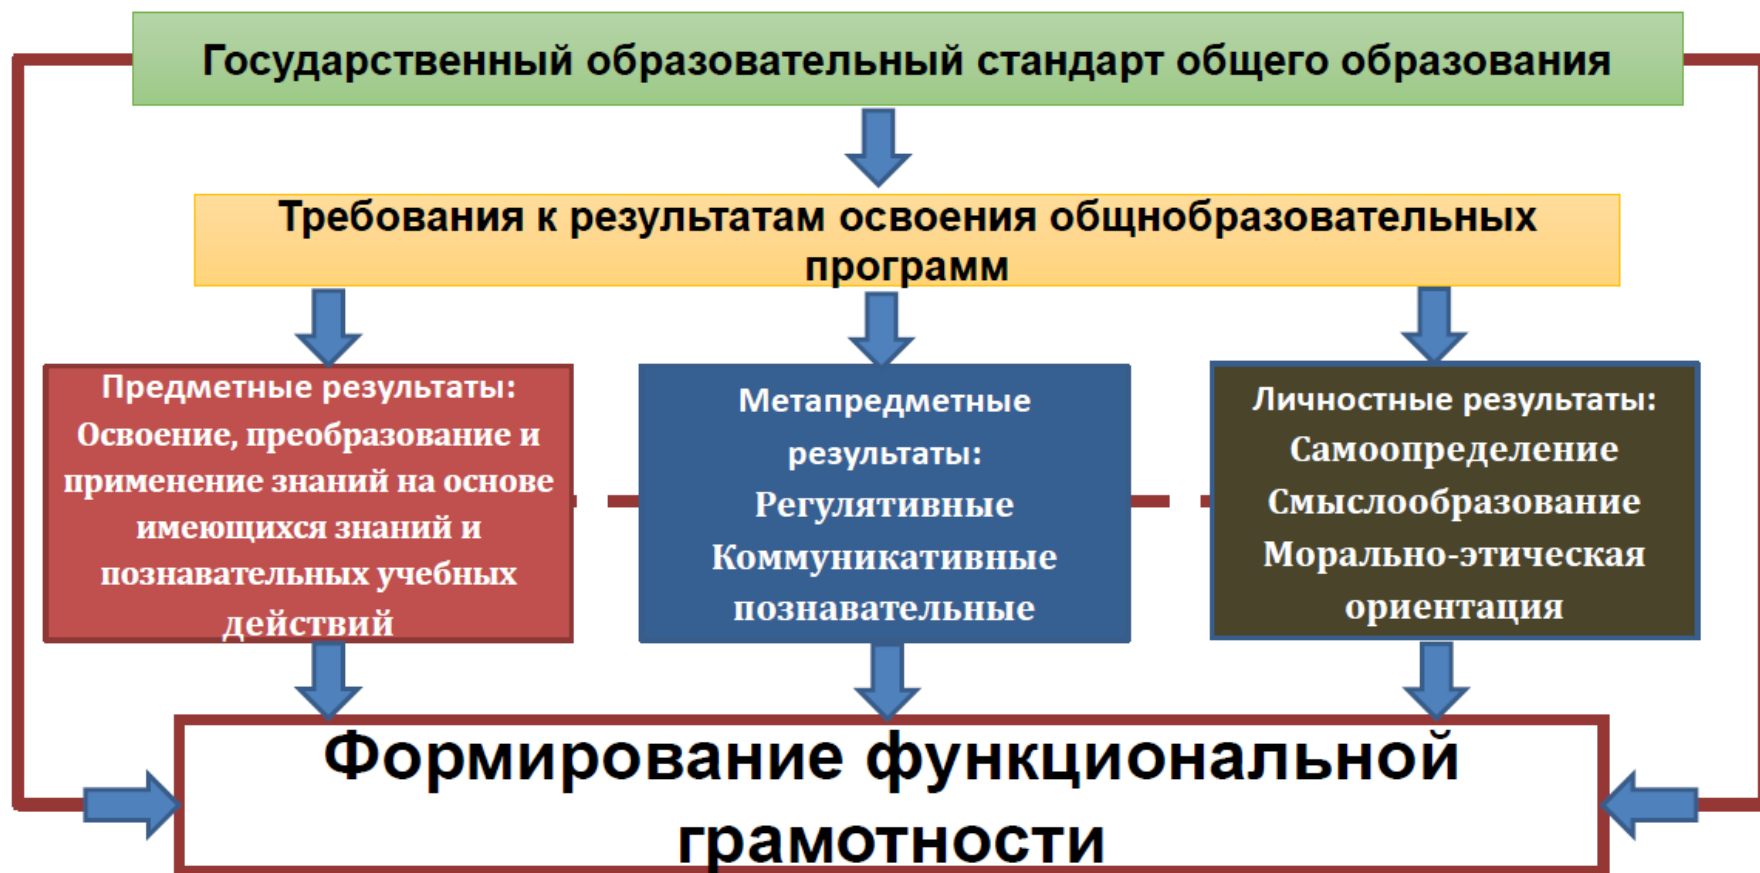 Государственный образовательный стандарт общего образования
Требования к результатам освоения общнобразовательных
программ
Предметные результаты:
Освоение, преобразование и
применение знаний на основе
имеющихся знаний и
познавательных учебных
действий
Метапредметные
результаты:
Регулятивные
Коммуникативные
познавательные
Личностные результаты:
Самоопределение
Смыслообразование
Морально-этическая
ориентация
Формирование функциональной
грамотности